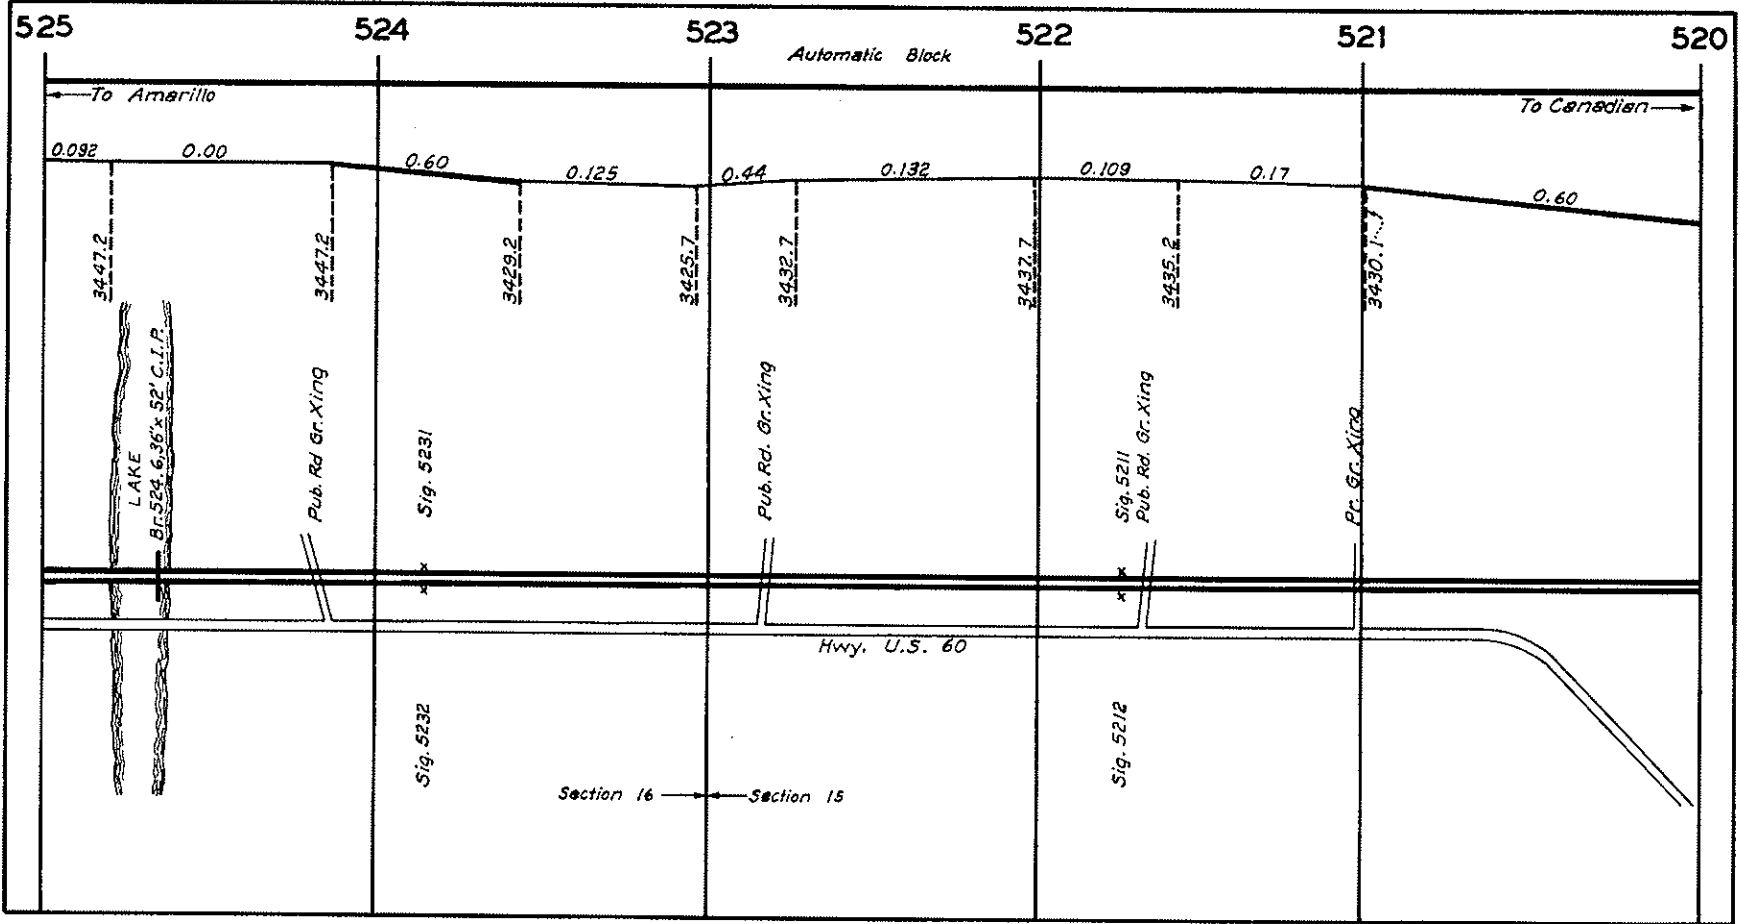 525 524 523 522 521 520
Automatic Block
To Amarillo
To Canadian
0.092 0.00 0.60 0.125 0.44 0.132 0.109 0.17 0.60
3447.2
3447.2
3429.2
3425.7
3432.7
3437.7
3435.2
3430.1
LAKE
Br. 524.6, 36" x 52' C.I.P.
Pub. Rd Gr. Xing
Sig. 5231
Pub. Rd. Gr. Xing
Sig. 5211
Pub. Rd. Gr. Xing
Pr. Gr. Xing
x x
x x
Hwy. U.S. 60
Sig. 5232
Sig. 5212
Section 16 Section 15